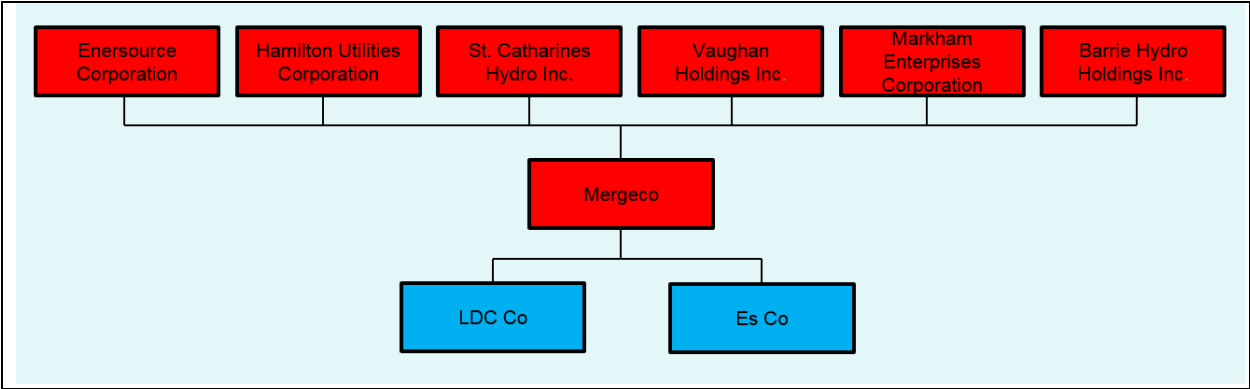 Enersource
Corporation
Hamilton Utilities
Corporation
St. Catharines
Hydro Inc.
Vaughan
Holdings Inc.
Markham
Enterprises
Corporation
Barrie Hydro
Holdings Inc.
Mergeco
LDC Co
Es Co